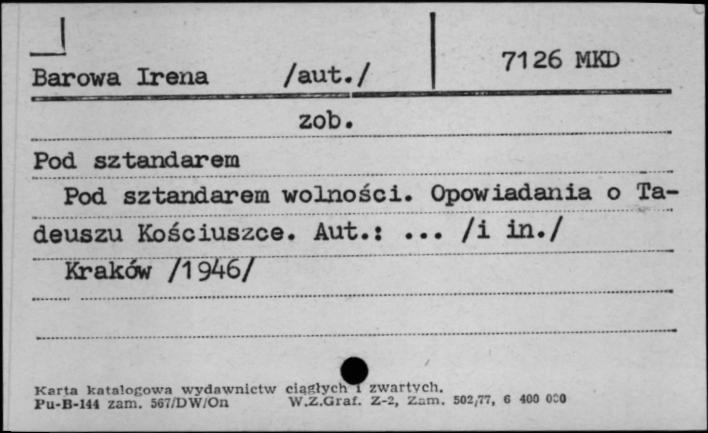 7126 MKD
Barowa Irena /aut./
zob.
Pod sztandarem
Pod sztandarem wolności. Opowiadania o Ta-
deuszu Kościuszce. Aut.: ... /i in./
Kraków /1946/
Karta katalogowa wydawnictw ciągłych i zwartych.
Pu-B-144 zam. 567/DW/On W.Z.Graf. Z-2, Zam. 502/77, 6 400 000